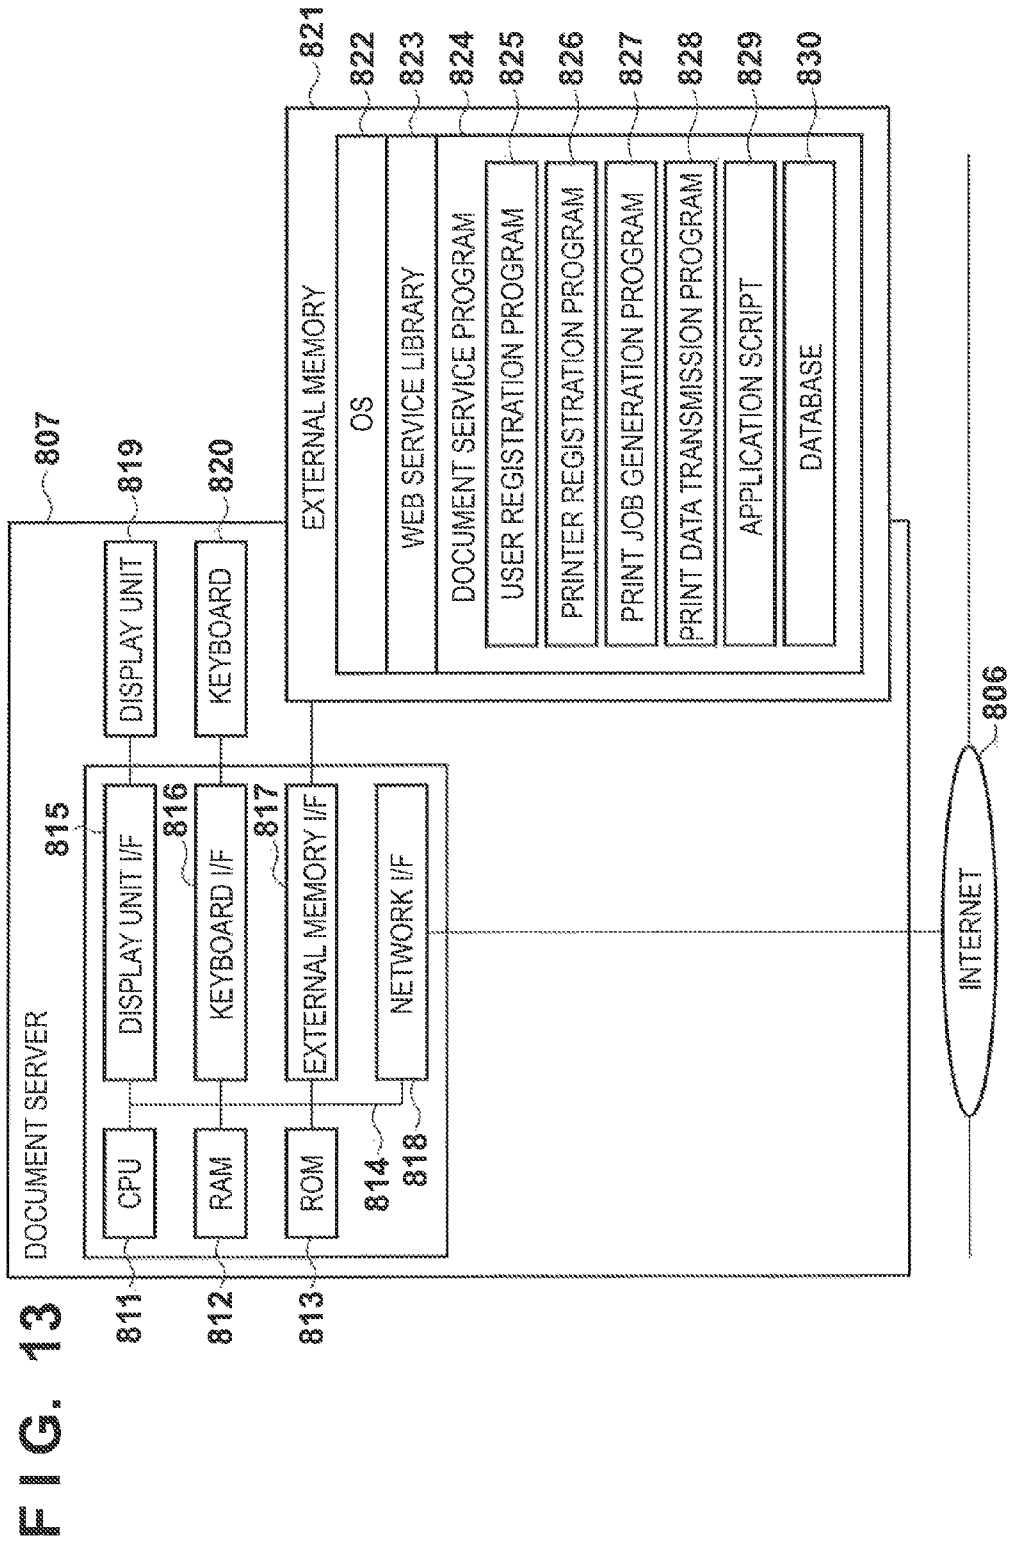 FIG. 13
DOCUMENT SERVER
807
811
CPU
815
DISPLAY UNIT I/F
DISPLAY UNIT
819
812
RAM
816
KEYBOARD I/F
KEYBOARD
820
813
ROM
817
EXTERNAL MEMORY I/F
814
818
NETWORK I/F
EXTERNAL MEMORY
821
OS
822
WEB SERVICE LIBRARY
823
DOCUMENT SERVICE PROGRAM
824
USER REGISTRATION PROGRAM
825
PRINTER REGISTRATION PROGRAM
826
PRINT JOB GENERATION PROGRAM
827
PRINT DATA TRANSMISSION PROGRAM
828
APPLICATION SCRIPT
829
DATABASE
830
INTERNET
806